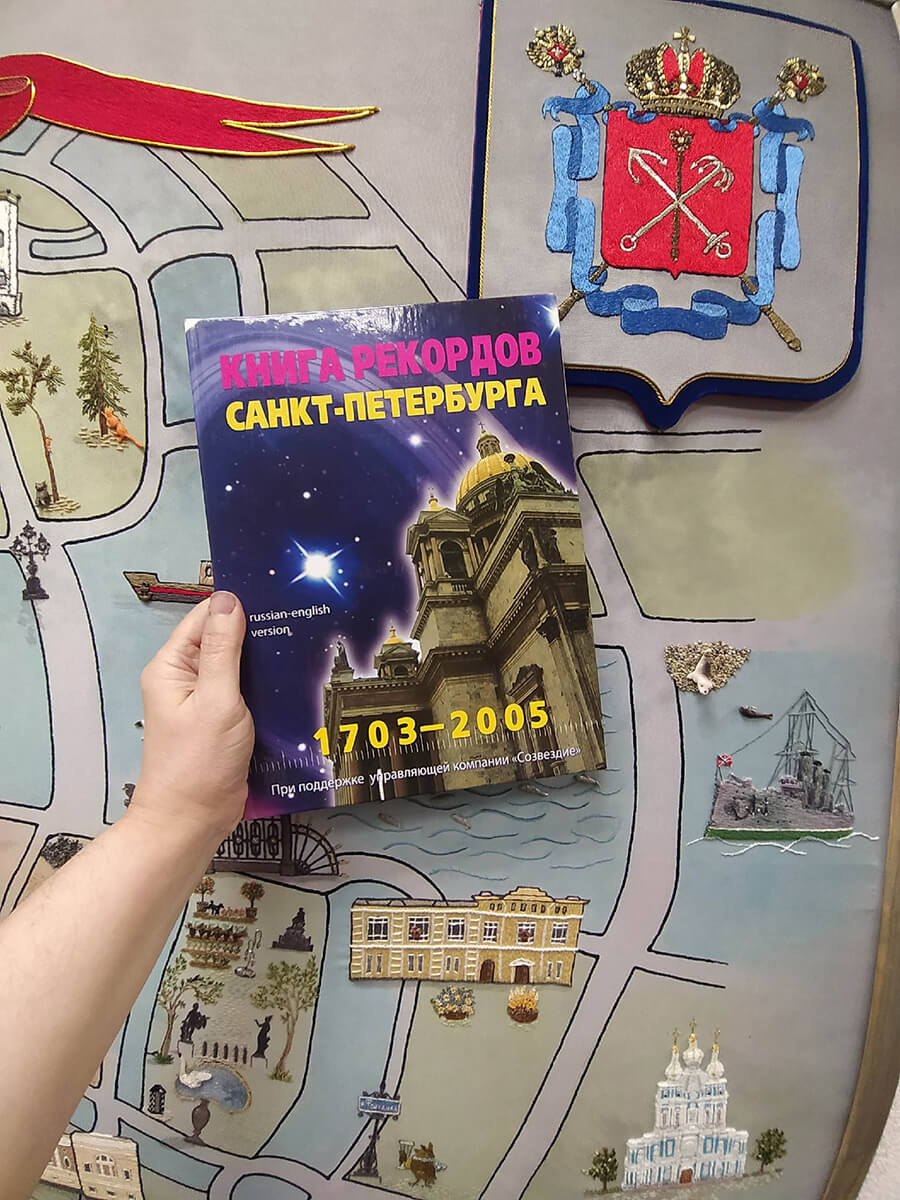 КНИГА РЕКОРДОВ
САНКТ-ПЕТЕРБУРГА
russian-english
version
1703–2005
При поддержке управляющей компании «Созвездие»